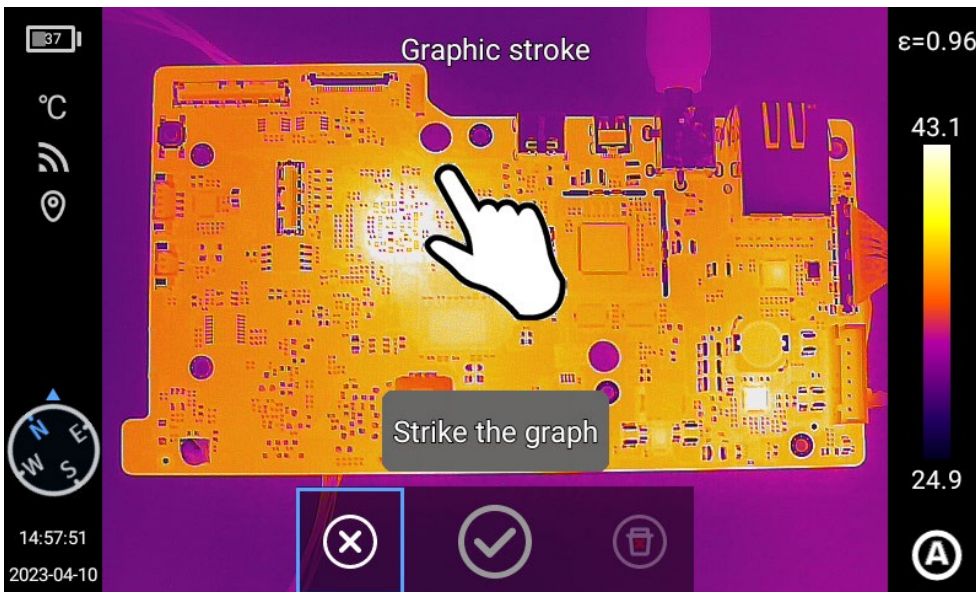 37
Graphic stroke
ε=0.96
℃
43.1
Strike the graph
24.9
N
E
W
S
14:57:51
2023-04-10
A